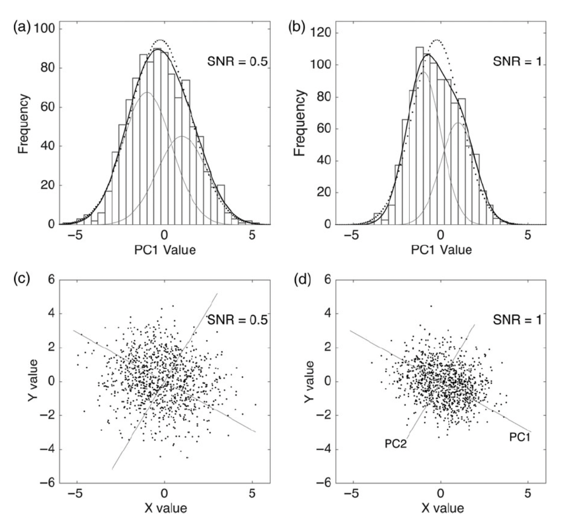 (a)
100
80
60
40
20
0
Frequency
SNR = 0.5
−5
0
5
PC1 Value
(b)
120
100
80
60
40
20
0
Frequency
SNR = 1
−5
0
5
PC1 Value
(c)
6
4
2
0
−2
−4
−6
Y value
SNR = 0.5
−5
0
5
X value
(d)
6
4
2
0
−2
−4
−6
Y value
SNR = 1
PC2
PC1
−5
0
5
X value